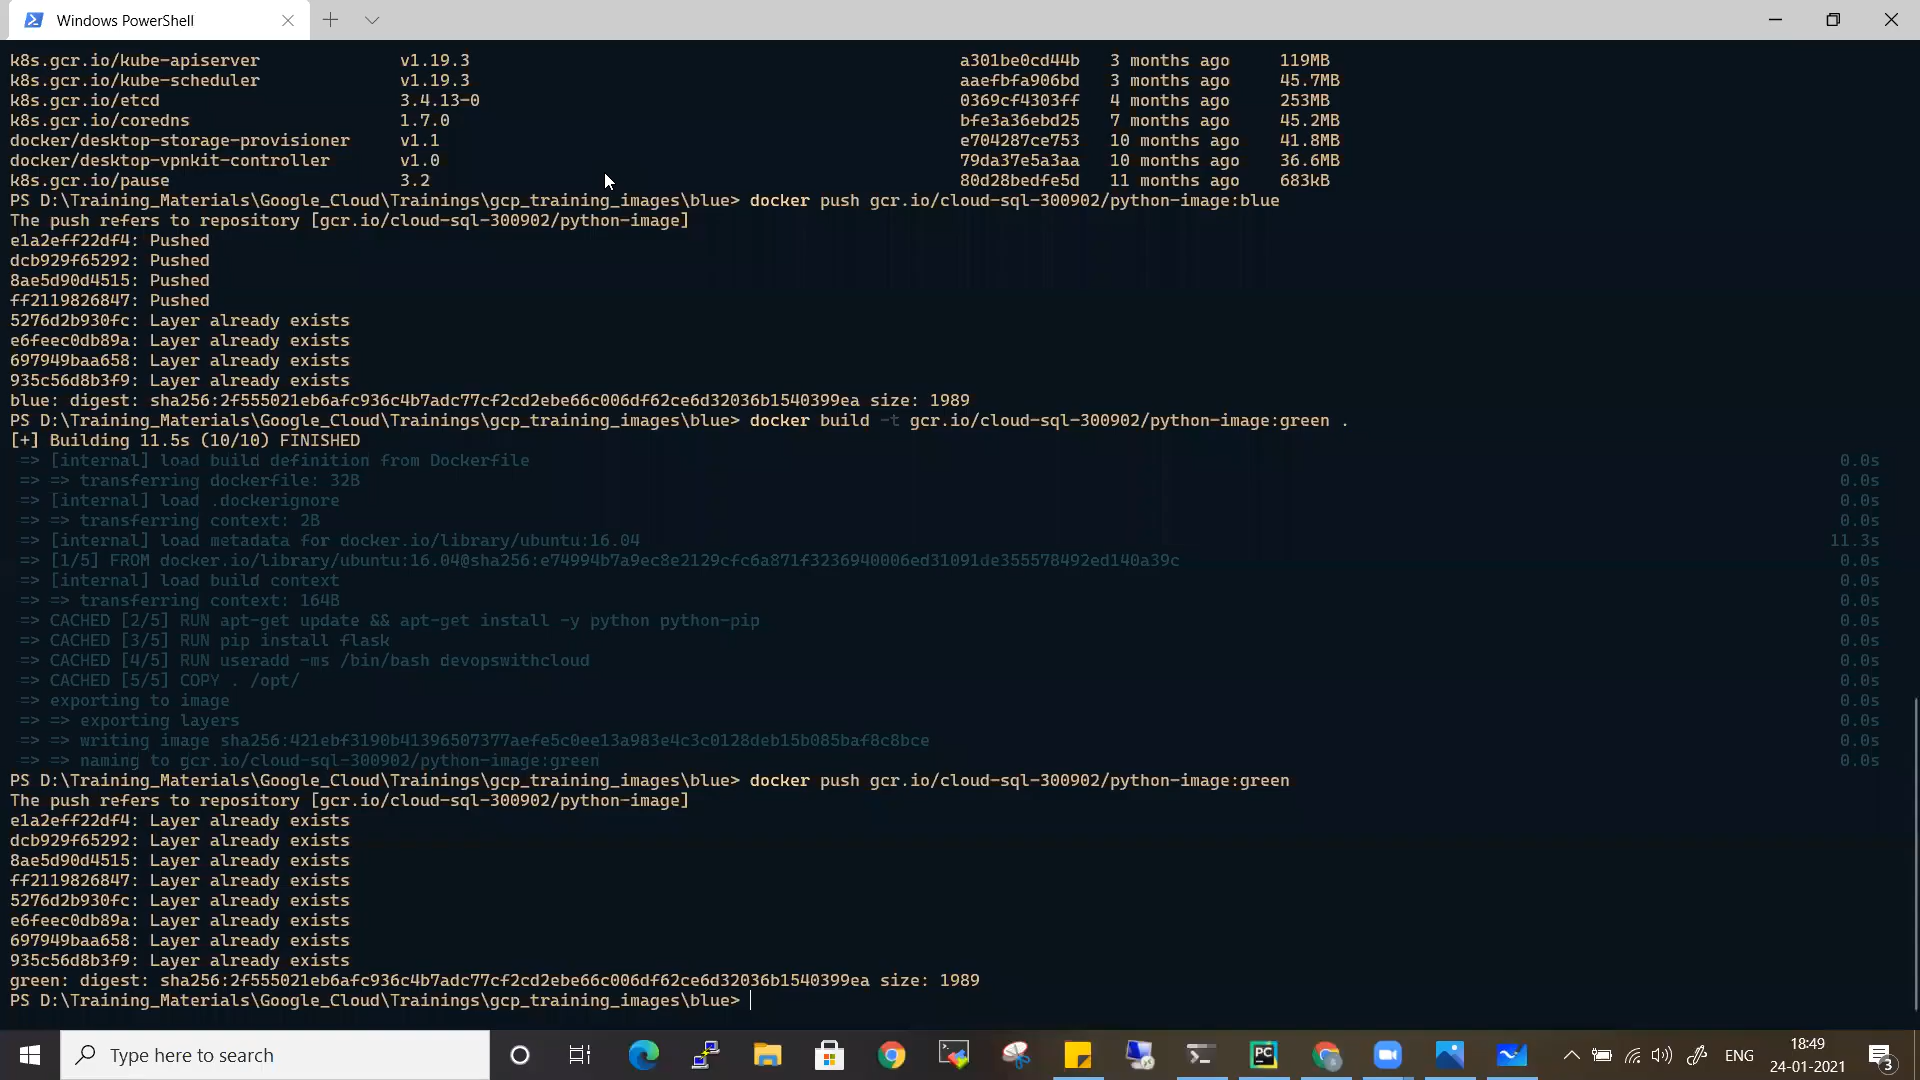 Windows PowerShell
k8s.gcr.io/kube-apiserver v1.19.3 a301be0cd44b 3 months ago 119MB
k8s.gcr.io/kube-scheduler v1.19.3 aaefbfa906bd 3 months ago 45.7MB
k8s.gcr.io/etcd 3.4.13-0 0369cf4303ff 4 months ago 253MB
k8s.gcr.io/coredns 1.7.0 bfe3a36ebd25 7 months ago 45.2MB
docker/desktop-storage-provisioner v1.1 e704287ce753 10 months ago 41.8MB
docker/desktop-vpnkit-controller v1.0 79da37e5a3aa 10 months ago 36.6MB
k8s.gcr.io/pause 3.2 80d28bedfe5d 11 months ago 683kB
PS D:\Training_Materials\Google_Cloud\Trainings\gcp_training_images\blue> docker push gcr.io/cloud-sql-300902/python-image:blue
The push refers to repository [gcr.io/cloud-sql-300902/python-image]
e1a2eff22df4: Pushed
dcb929f65292: Pushed
8ae5d90d4515: Pushed
ff2119826847: Pushed
5276d2b930fc: Layer already exists
e6feec0db89a: Layer already exists
697949baa658: Layer already exists
935c56d8b3f9: Layer already exists
blue: digest: sha256:2f555021eb6afc936c4b7adc77cf2cd2ebe66c006df62ce6d32036b1540399ea size: 1989
PS D:\Training_Materials\Google_Cloud\Trainings\gcp_training_images\blue> docker build -t gcr.io/cloud-sql-300902/python-image:green .
[+] Building 11.5s (10/10) FINISHED
=> [internal] load build definition from Dockerfile 0.0s
=> => transferring dockerfile: 32B 0.0s
=> [internal] load .dockerignore 0.0s
=> => transferring context: 2B 0.0s
=> [internal] load metadata for docker.io/library/ubuntu:16.04 11.3s
=> [1/5] FROM docker.io/library/ubuntu:16.04@sha256:e74994b7a9ec8e2129cfc6a871f3236940006ed31091de355578492ed140a39c 0.0s
=> [internal] load build context 0.0s
=> => transferring context: 164B 0.0s
=> CACHED [2/5] RUN apt-get update && apt-get install -y python python-pip 0.0s
=> CACHED [3/5] RUN pip install flask 0.0s
=> CACHED [4/5] RUN useradd -ms /bin/bash devopswithcloud 0.0s
=> CACHED [5/5] COPY . /opt/ 0.0s
=> exporting to image 0.0s
=> => exporting layers 0.0s
=> => writing image sha256:421ebf3190b41396507377aefe5c0ee13a983e4c3c0128deb15b085baf8c8bce 0.0s
=> => naming to gcr.io/cloud-sql-300902/python-image:green 0.0s
PS D:\Training_Materials\Google_Cloud\Trainings\gcp_training_images\blue> docker push gcr.io/cloud-sql-300902/python-image:green
The push refers to repository [gcr.io/cloud-sql-300902/python-image]
e1a2eff22df4: Layer already exists
dcb929f65292: Layer already exists
8ae5d90d4515: Layer already exists
ff2119826847: Layer already exists
5276d2b930fc: Layer already exists
e6feec0db89a: Layer already exists
697949baa658: Layer already exists
935c56d8b3f9: Layer already exists
green: digest: sha256:2f555021eb6afc936c4b7adc77cf2cd2ebe66c006df62ce6d32036b1540399ea size: 1989
PS D:\Training_Materials\Google_Cloud\Trainings\gcp_training_images\blue>
Type here to search
PC
ENG
18:49
24-01-2021
3